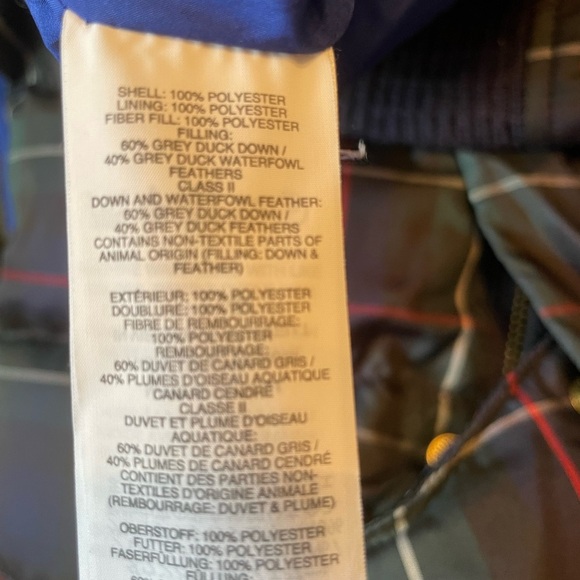 SHELL: 100% POLYESTER
LINING: 100% POLYESTER
FIBER FILL: 100% POLYESTER
FILLING:
60% GREY DUCK DOWN /
40% GREY DUCK WATERFOWL
FEATHERS
CLASS II
DOWN AND WATERFOWL FEATHER:
60% GREY DUCK DOWN /
40% GREY DUCK FEATHERS
CONTAINS NON-TEXTILE PARTS OF
ANIMAL ORIGIN (FILLING: DOWN &
FEATHER)
EXTÉRIEUR: 100% POLYESTER
DOUBLURE: 100% POLYESTER
FIBRE DE REMBOURRAGE:
100% POLYESTER
REMBOURRAGE:
60% DUVET DE CANARD GRIS /
40% PLUMES D'OISEAU AQUATIQUE
CANARD CENDRÉ
CLASSE II
DUVET ET PLUME D'OISEAU
AQUATIQUE:
60% DUVET DE CANARD GRIS /
40% PLUMES DE CANARD CENDRÉ
CONTIENT DES PARTIES NON-
TEXTILES D'ORIGINE ANIMALE
(REMBOURRAGE: DUVET & PLUME)
OBERSTOFF: 100% POLYESTER
FUTTER: 100% POLYESTER
FASERFÜLLUNG: 100% POLYESTER
FÜLLUNG: